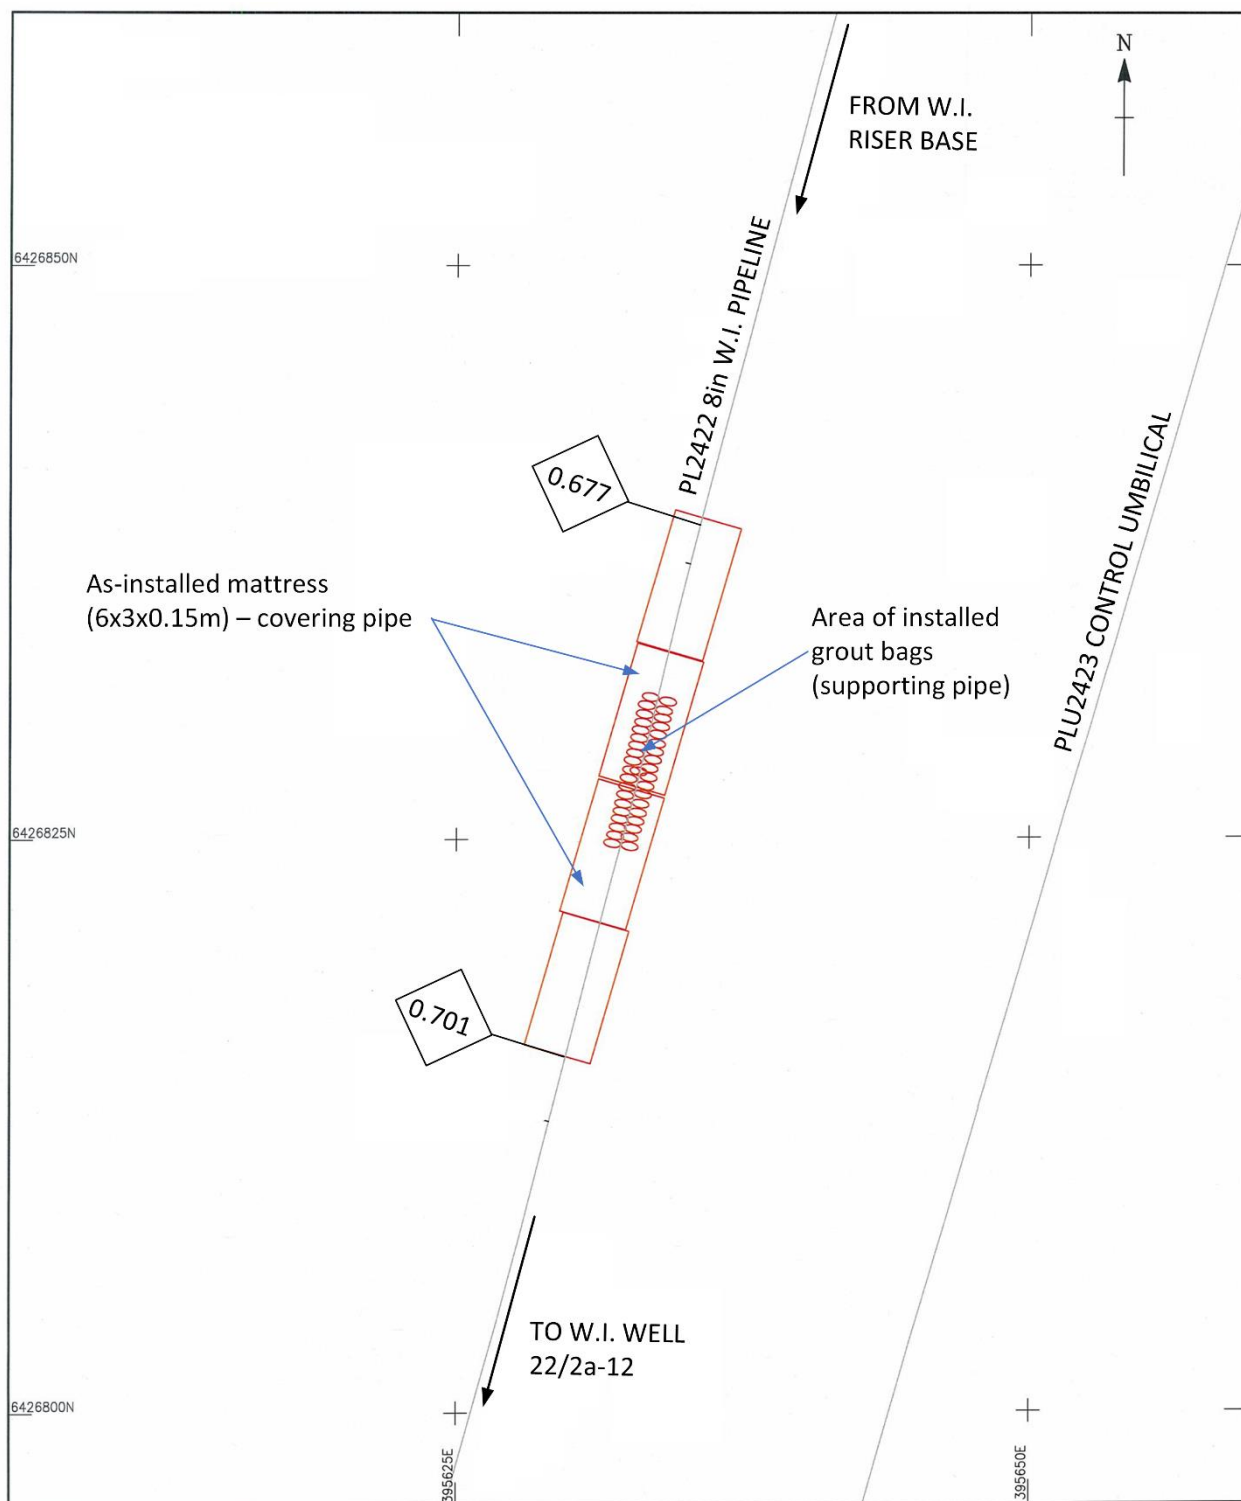 N
FROM W.I.
RISER BASE
6426850N
PL2422 8in W.I. PIPELINE
0.677
PLU2423 CONTROL UMBILICAL
As-installed mattress
(6x3x0.15m) – covering pipe
Area of installed
grout bags
(supporting pipe)
6426825N
0.701
TO W.I. WELL
22/2a-12
6426800N
395625E
395650E